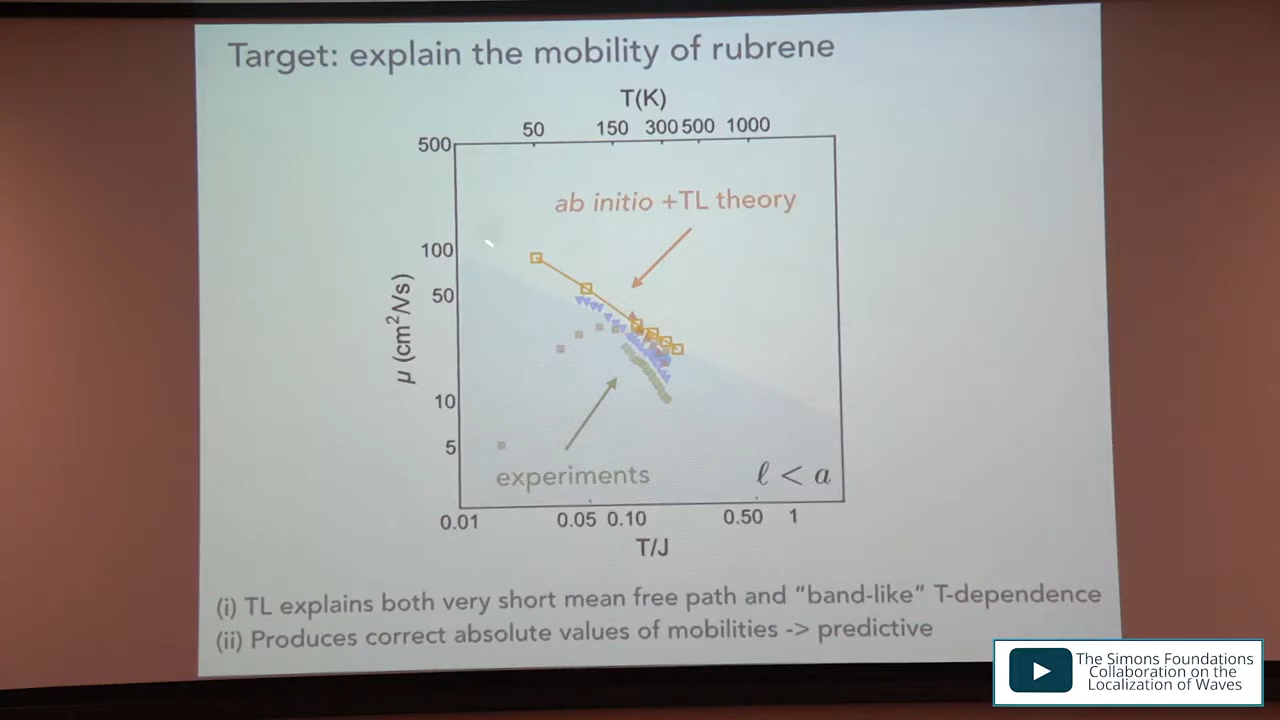 Target: explain the mobility of rubrene
T(K)
50 150 300 500 1000
500
100
50
10
5
μ (cm²/Vs)
ab initio +TL theory
experiments
ℓ < a
0.01 0.05 0.10 0.50 1
T/J
(i) TL explains both very short mean free path and “band-like” T-dependence
(ii) Produces correct absolute values of mobilities -> predictive
The Simons Foundations
Collaboration on the
Localization of Waves